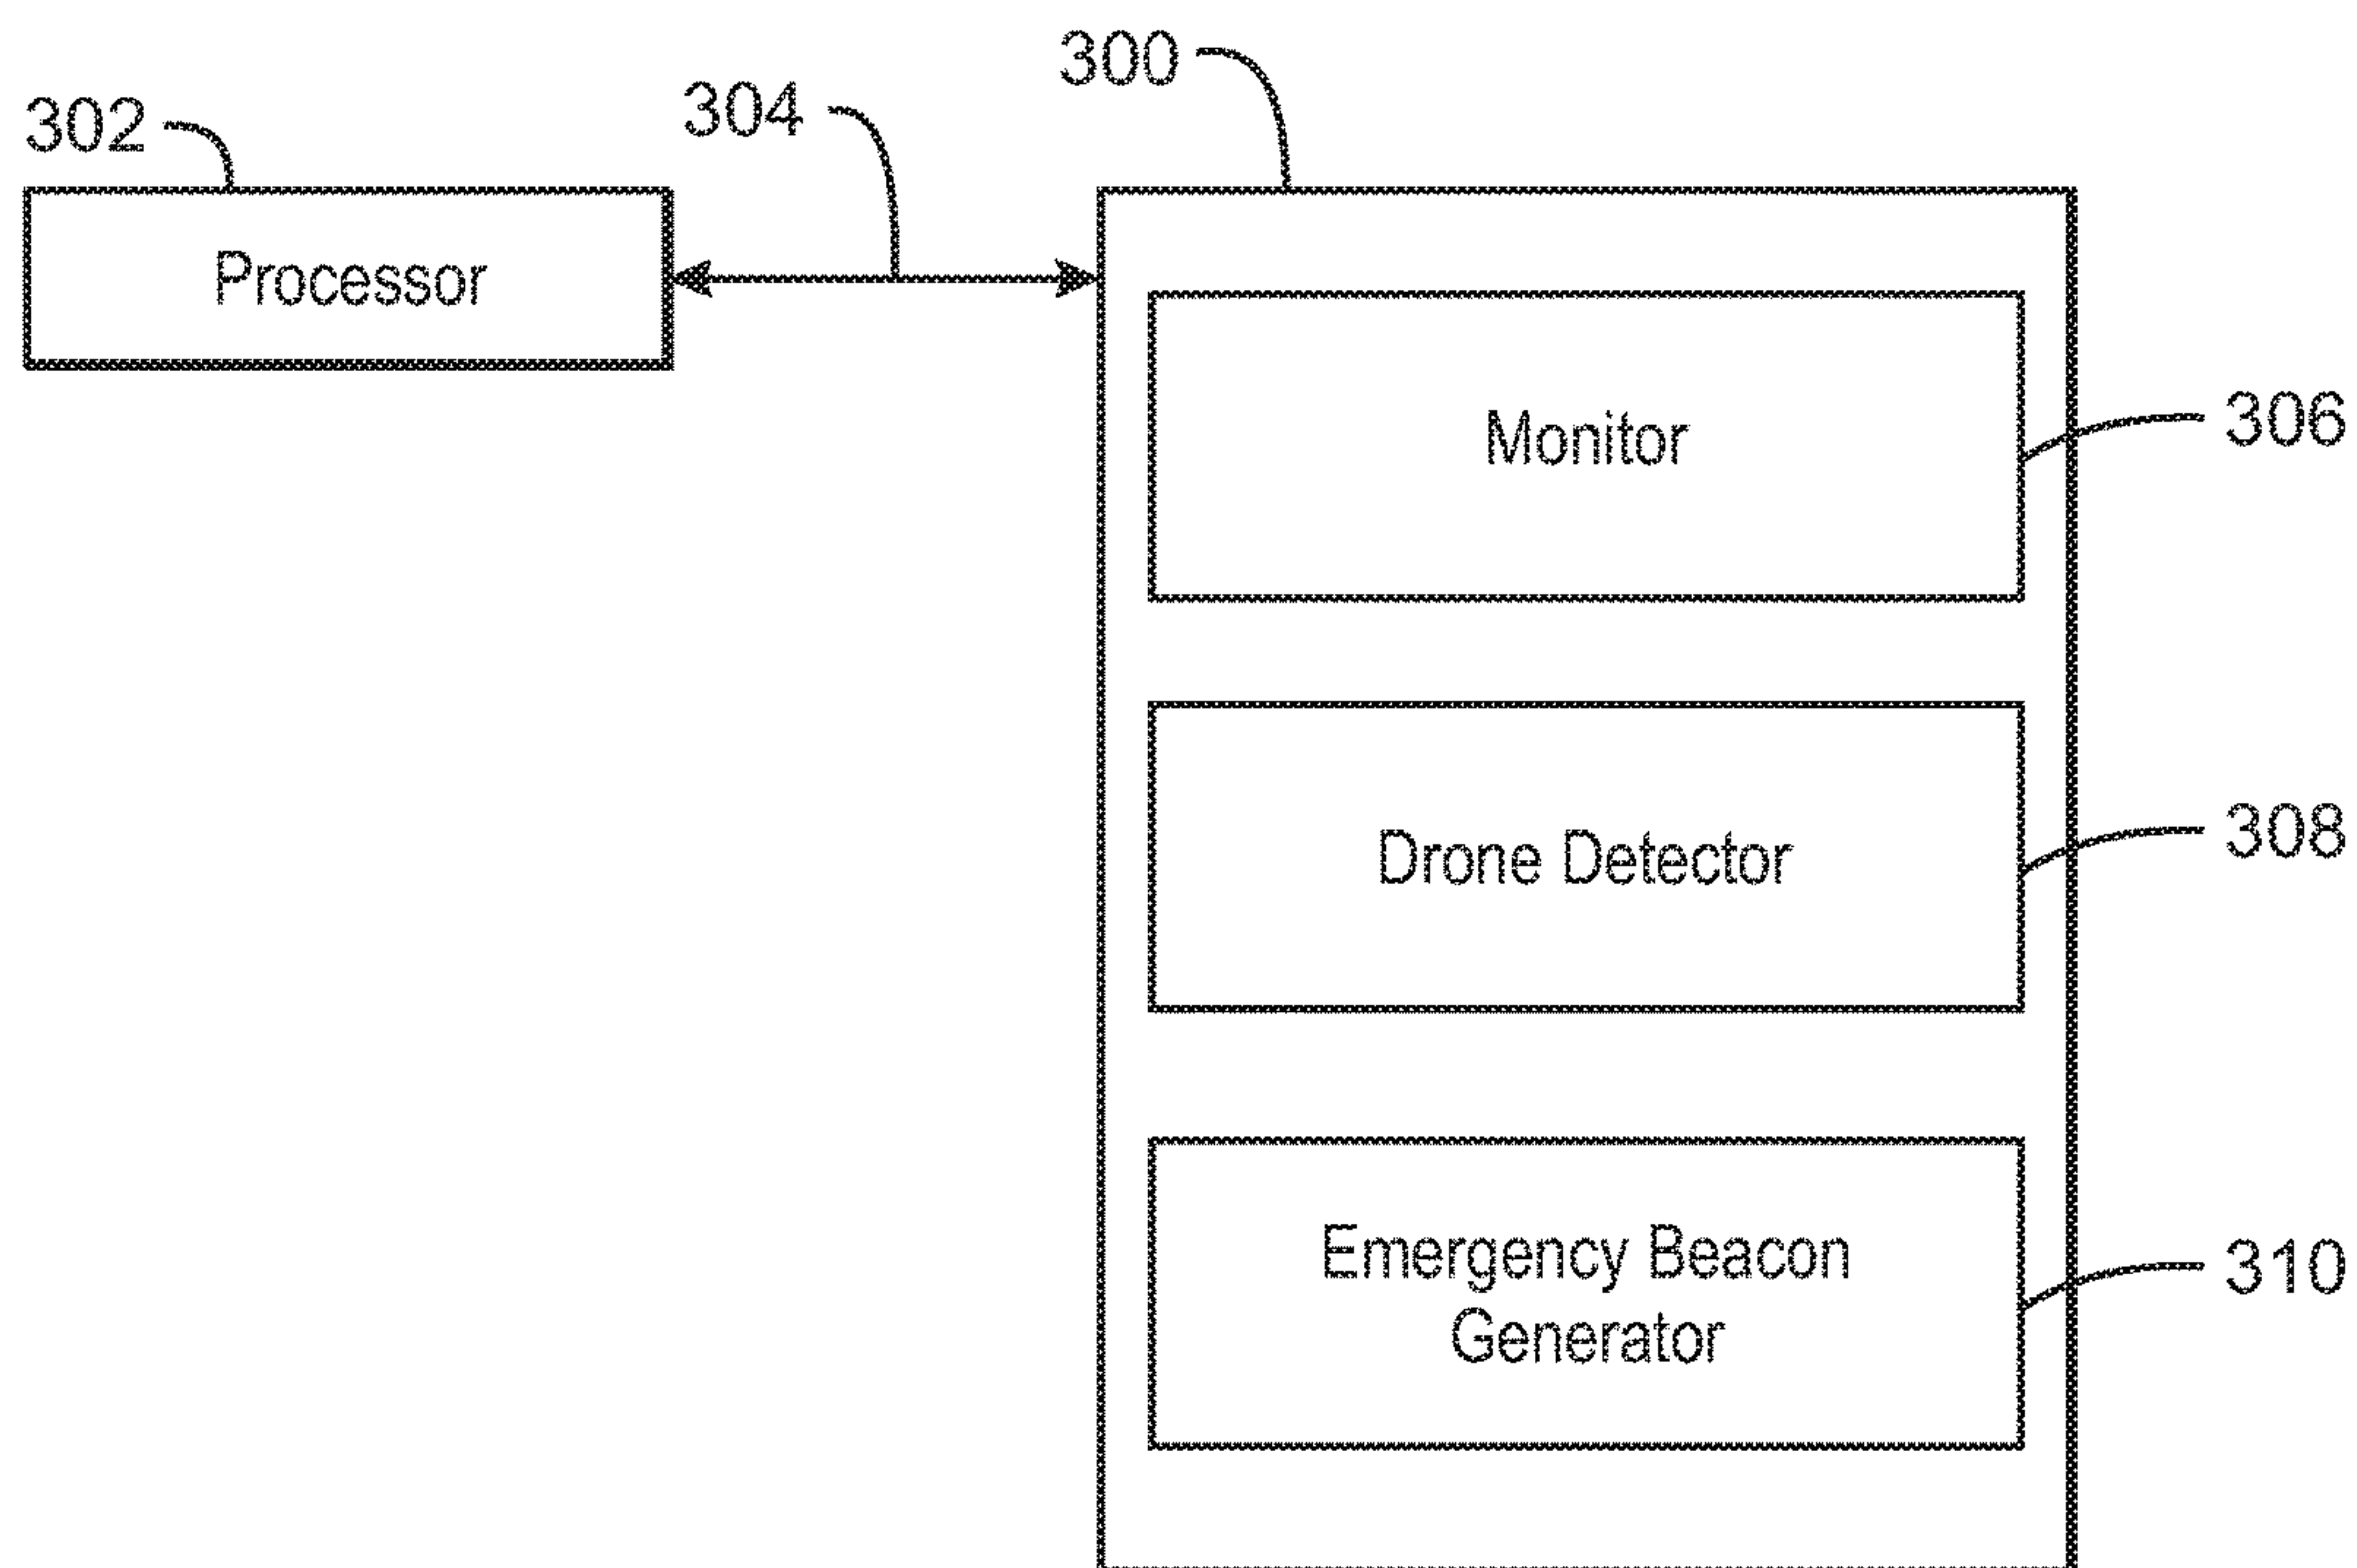 300
304
302
Processor
Monitor
306
Drone Detector
308
Emergency Beacon
Generator
310